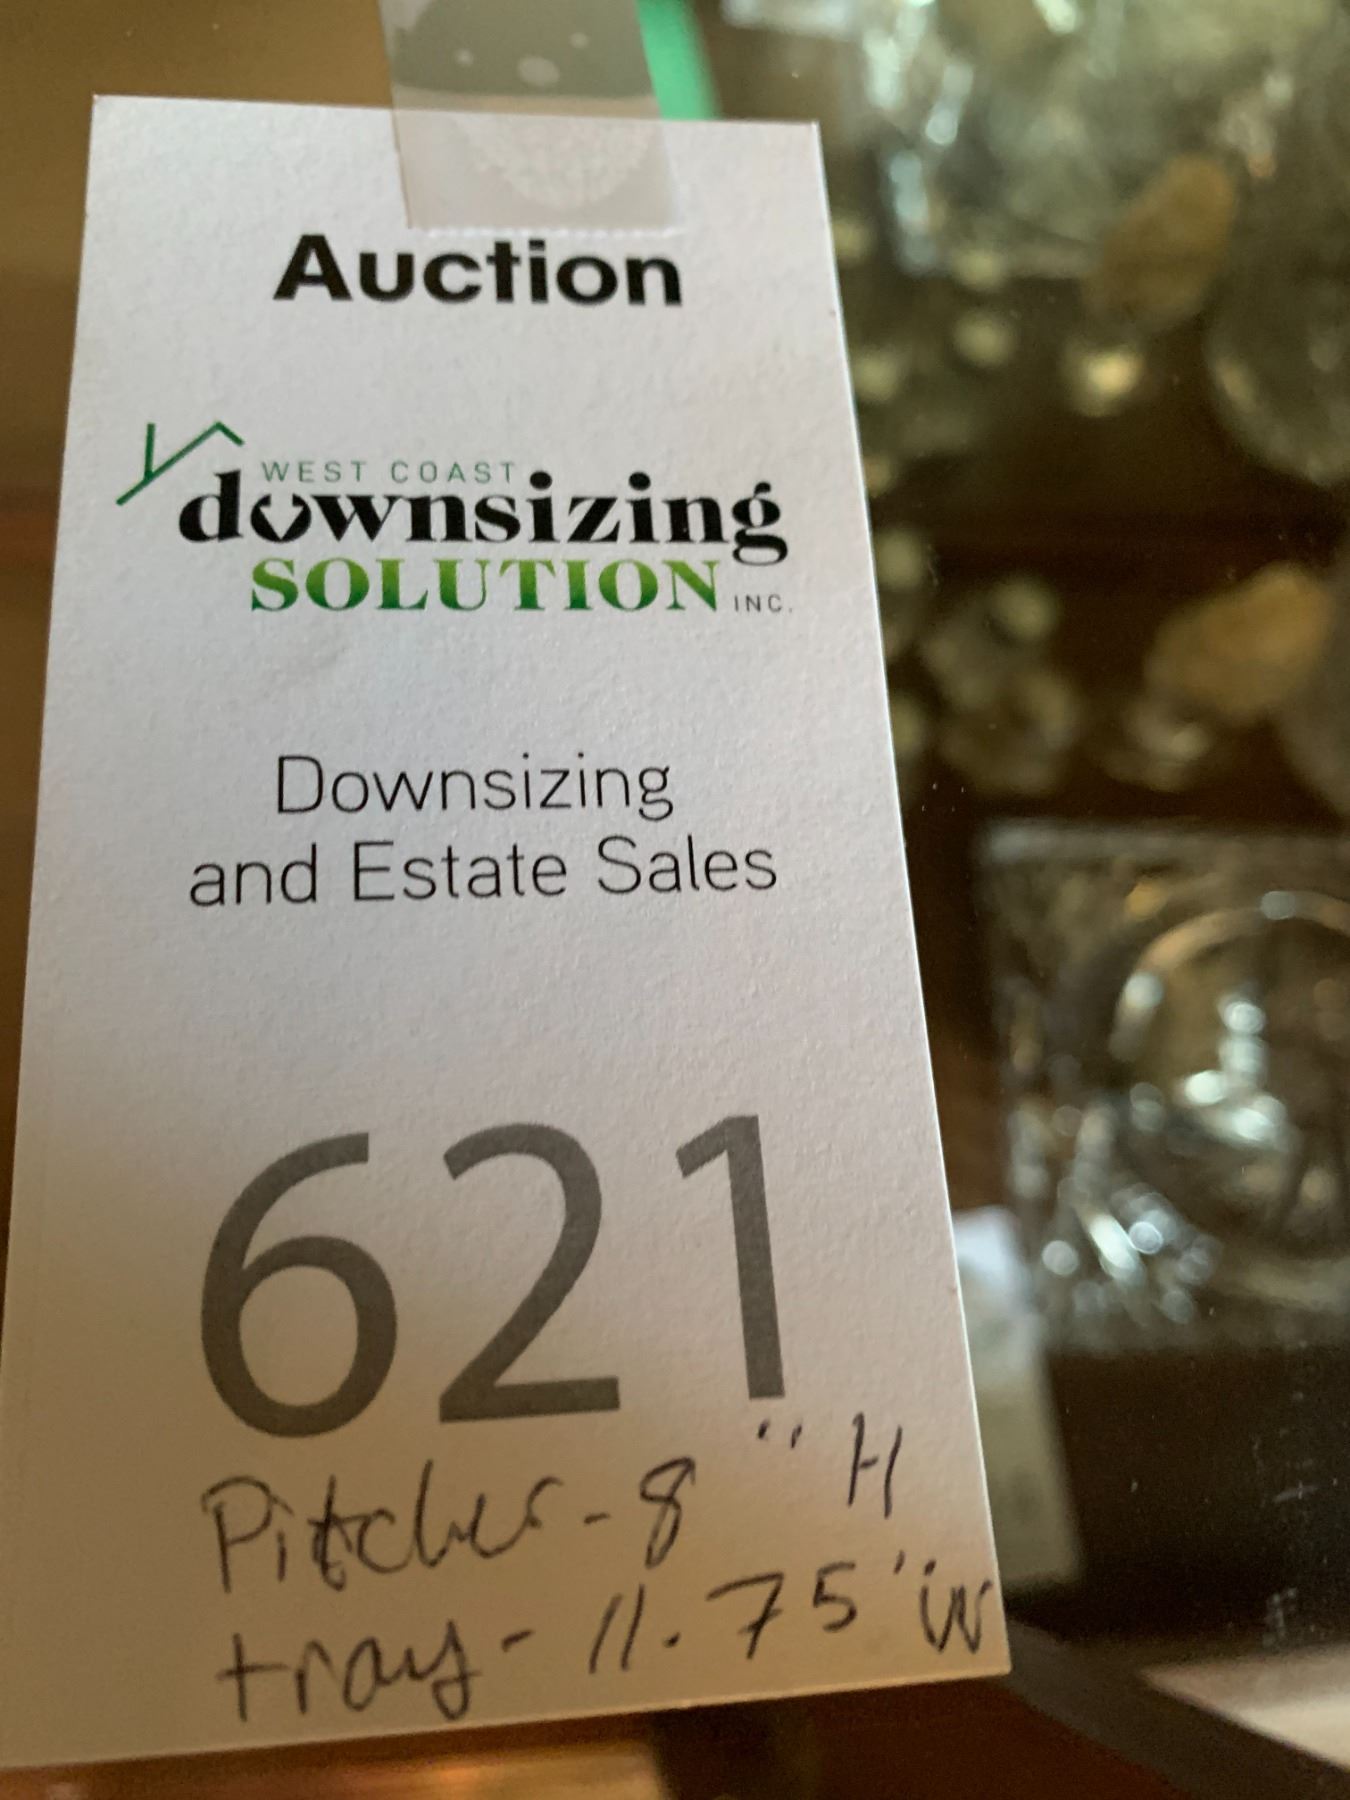 Auction
WEST COAST
downsizing
SOLUTION INC.
Downsizing
and Estate Sales
621
Pitcher - 8" H
tray - 11.75" W